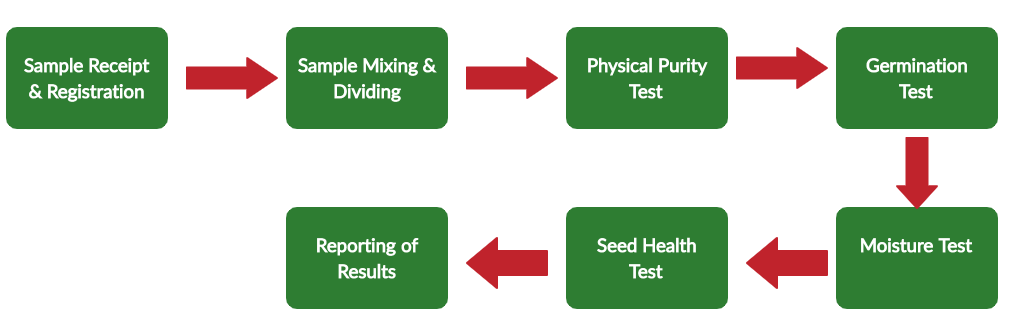 Sample Receipt
& Registration
Sample Mixing &
Dividing
Physical Purity
Test
Germination
Test
Moisture Test
Seed Health
Test
Reporting of
Results